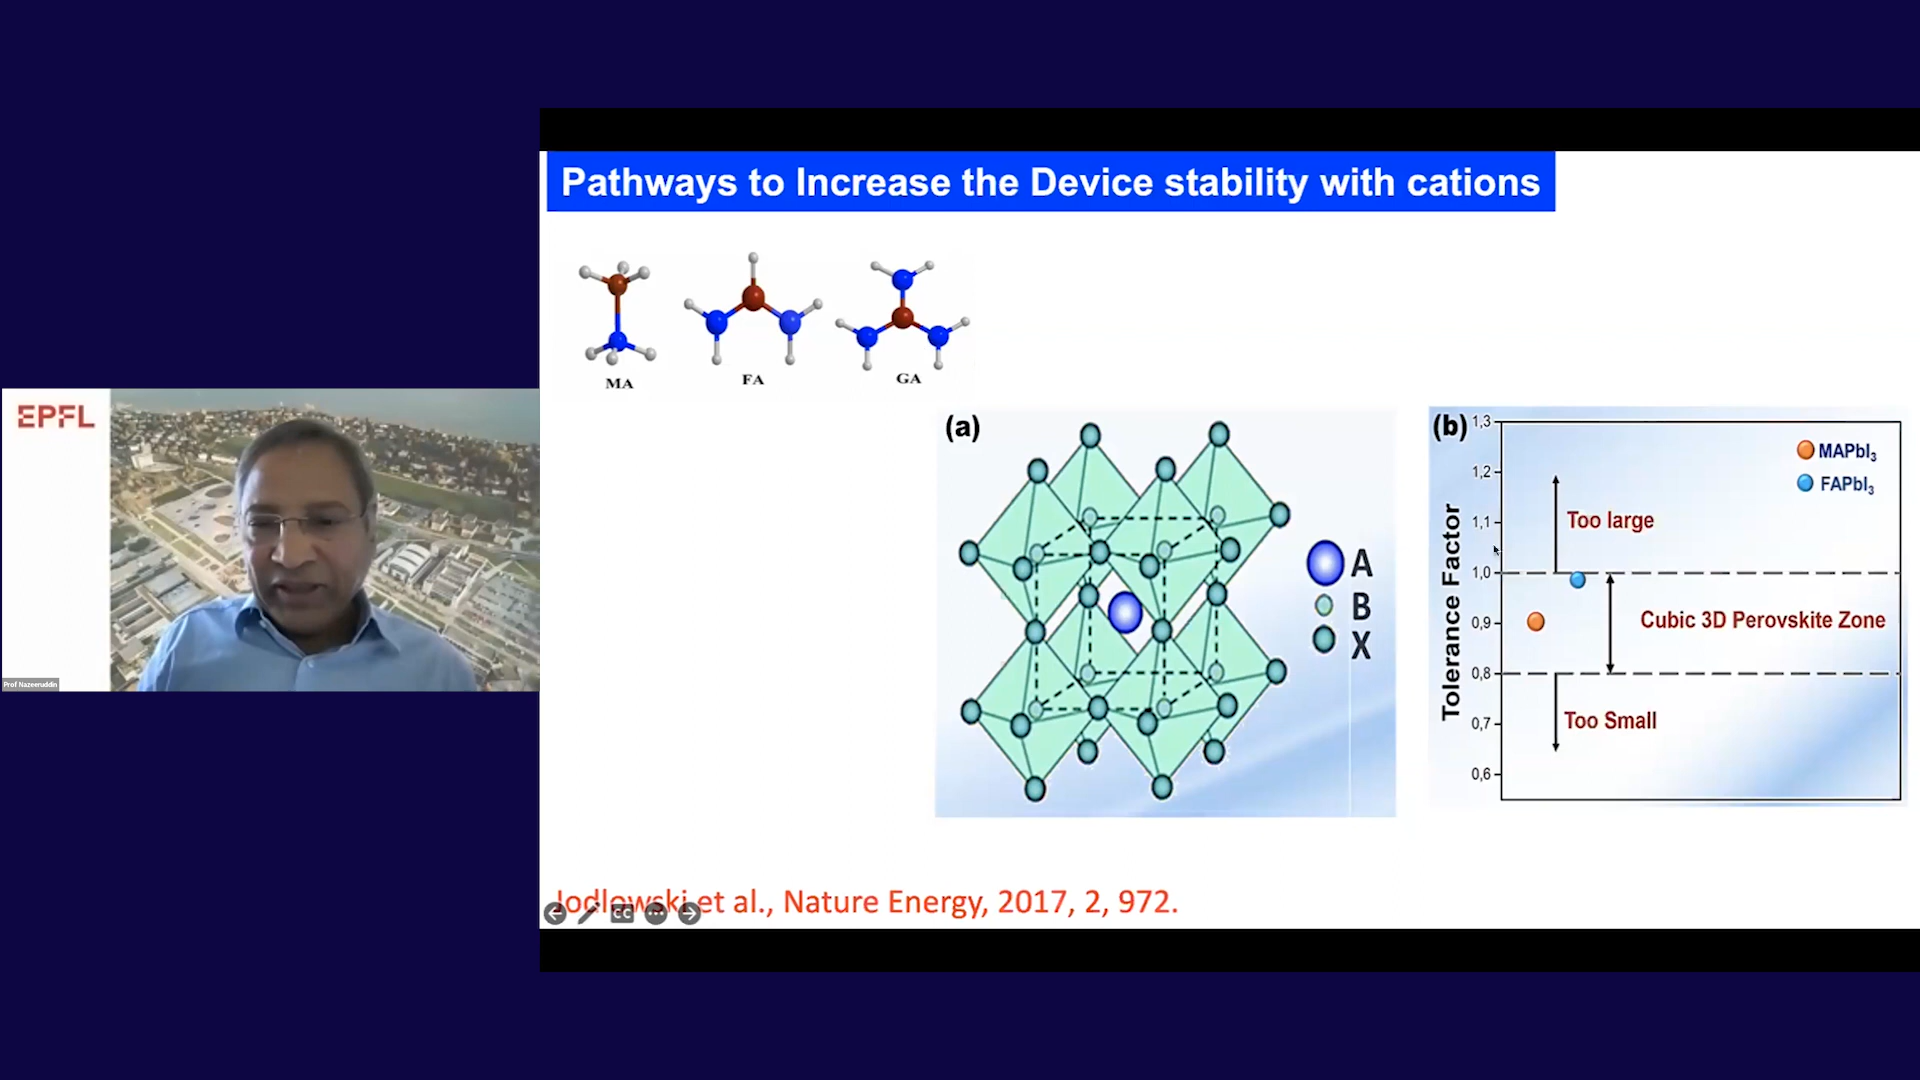 Pathways to Increase the Device stability with cations
MA
FA
GA
EPFL
Prof Nazeeruddin
(a)
A
B
X
(b)
Tolerance Factor
1,3
1,2
1,1
1,0
0,9
0,8
0,7
0,6
MAPbI₃
FAPbI₃
Too large
Cubic 3D Perovskite Zone
Too Small
Jodlowski et al., Nature Energy, 2017, 2, 972.
CC